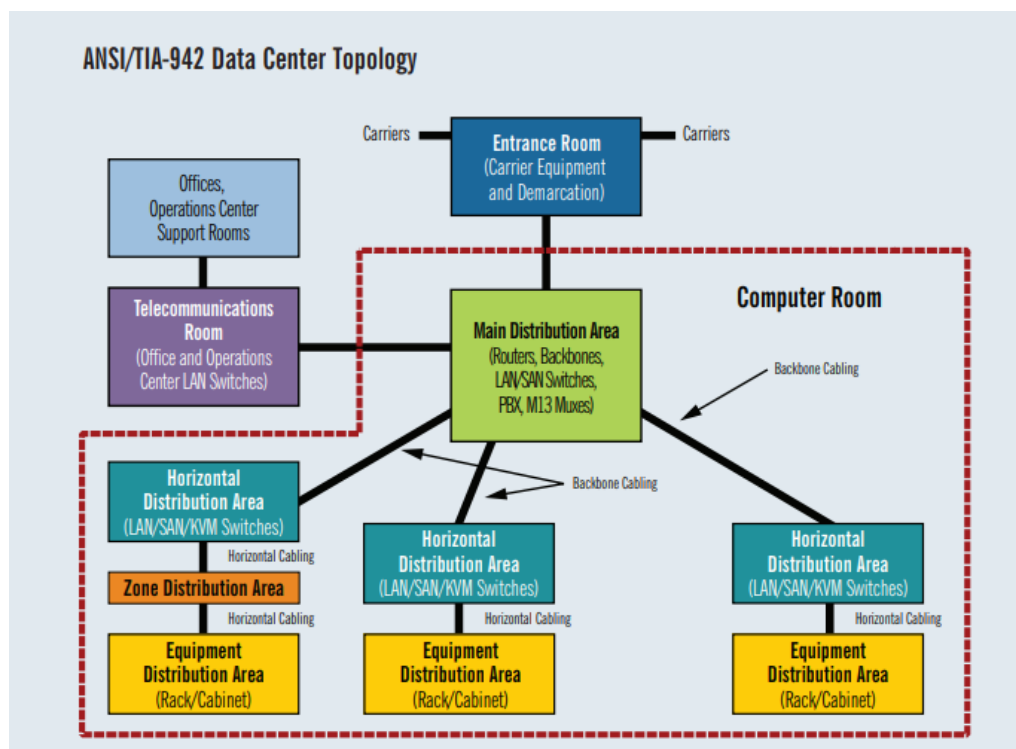 ANSI/TIA-942 Data Center Topology
Carriers
Entrance Room
(Carrier Equipment
and Demarcation)
Carriers
Offices,
Operations Center
Support Rooms
Telecommunications
Room
(Office and Operations
Center LAN Switches)
Computer Room
Main Distribution Area
(Routers, Backbones,
LAN/SAN Switches,
PBX, M13 Muxes)
Backbone Cabling
Backbone Cabling
Horizontal
Distribution Area
(LAN/SAN/KVM Switches)
Horizontal Cabling
Zone Distribution Area
Horizontal Cabling
Equipment
Distribution Area
(Rack/Cabinet)
Horizontal
Distribution Area
(LAN/SAN/KVM Switches)
Horizontal Cabling
Equipment
Distribution Area
(Rack/Cabinet)
Horizontal
Distribution Area
(LAN/SAN/KVM Switches)
Horizontal Cabling
Equipment
Distribution Area
(Rack/Cabinet)